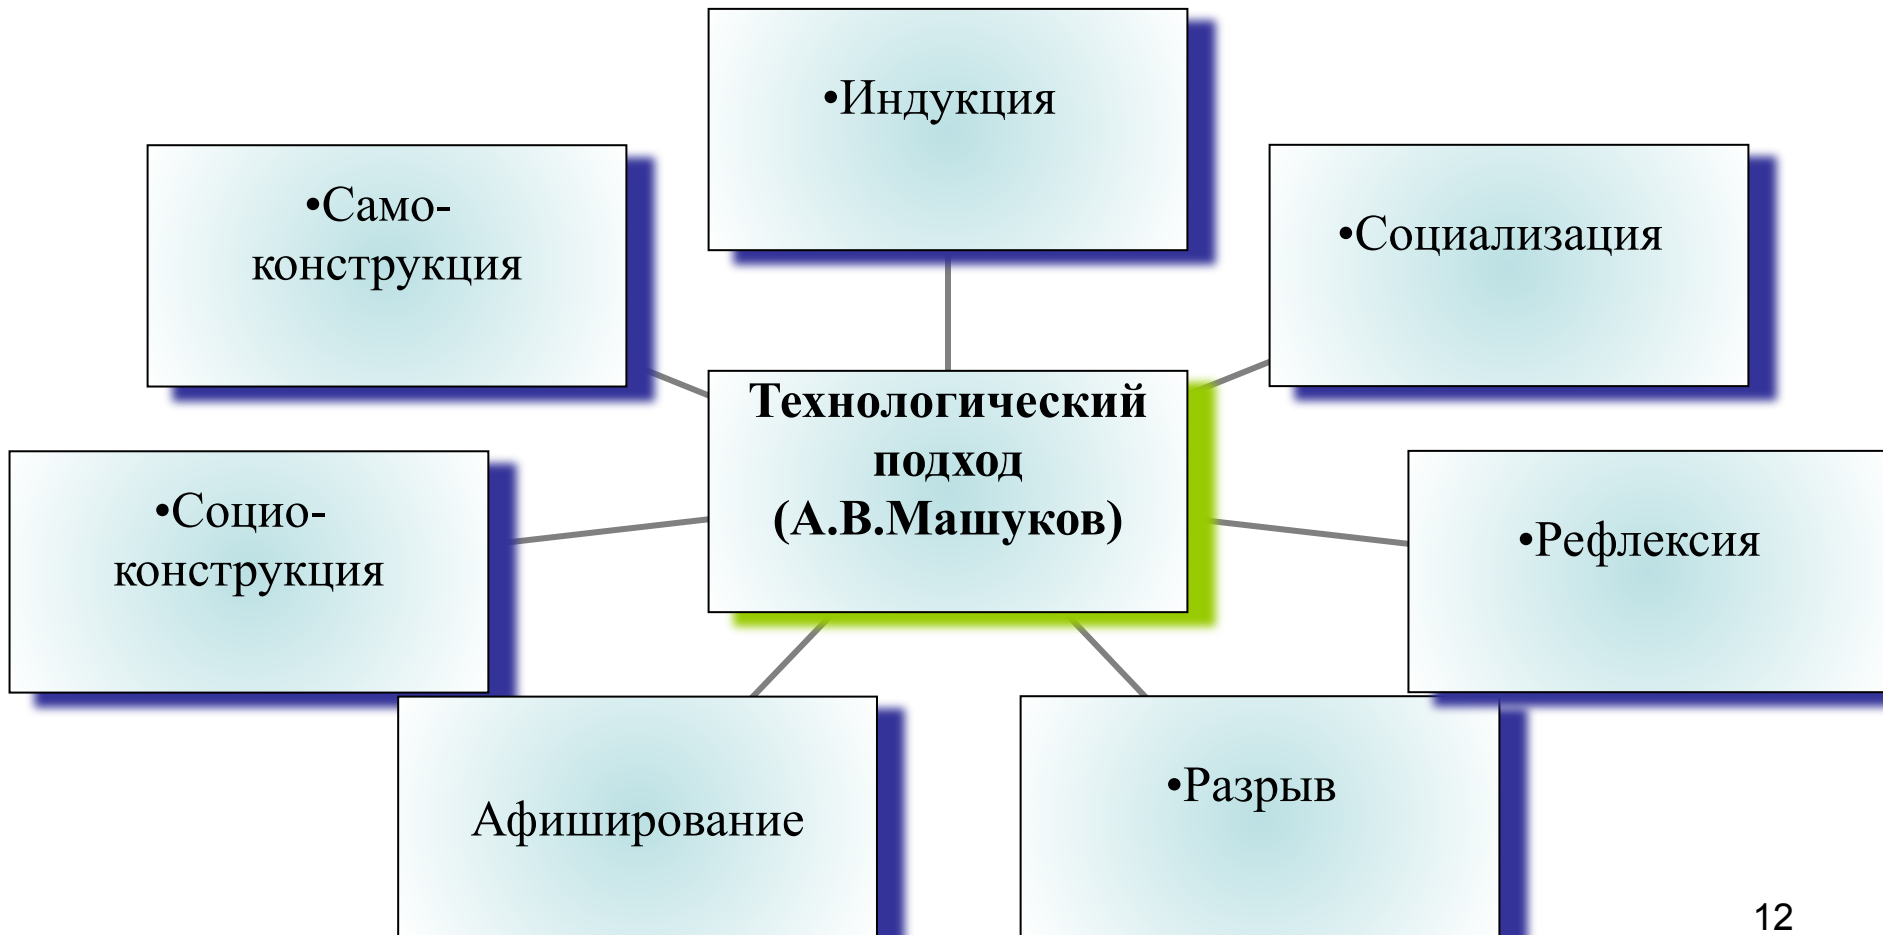 •Индукция
•Само-
конструкция
•Социализация
Технологический
подход
(А.В.Машуков)
•Социо-
конструкция
•Рефлексия
Афиширование
•Разрыв
12